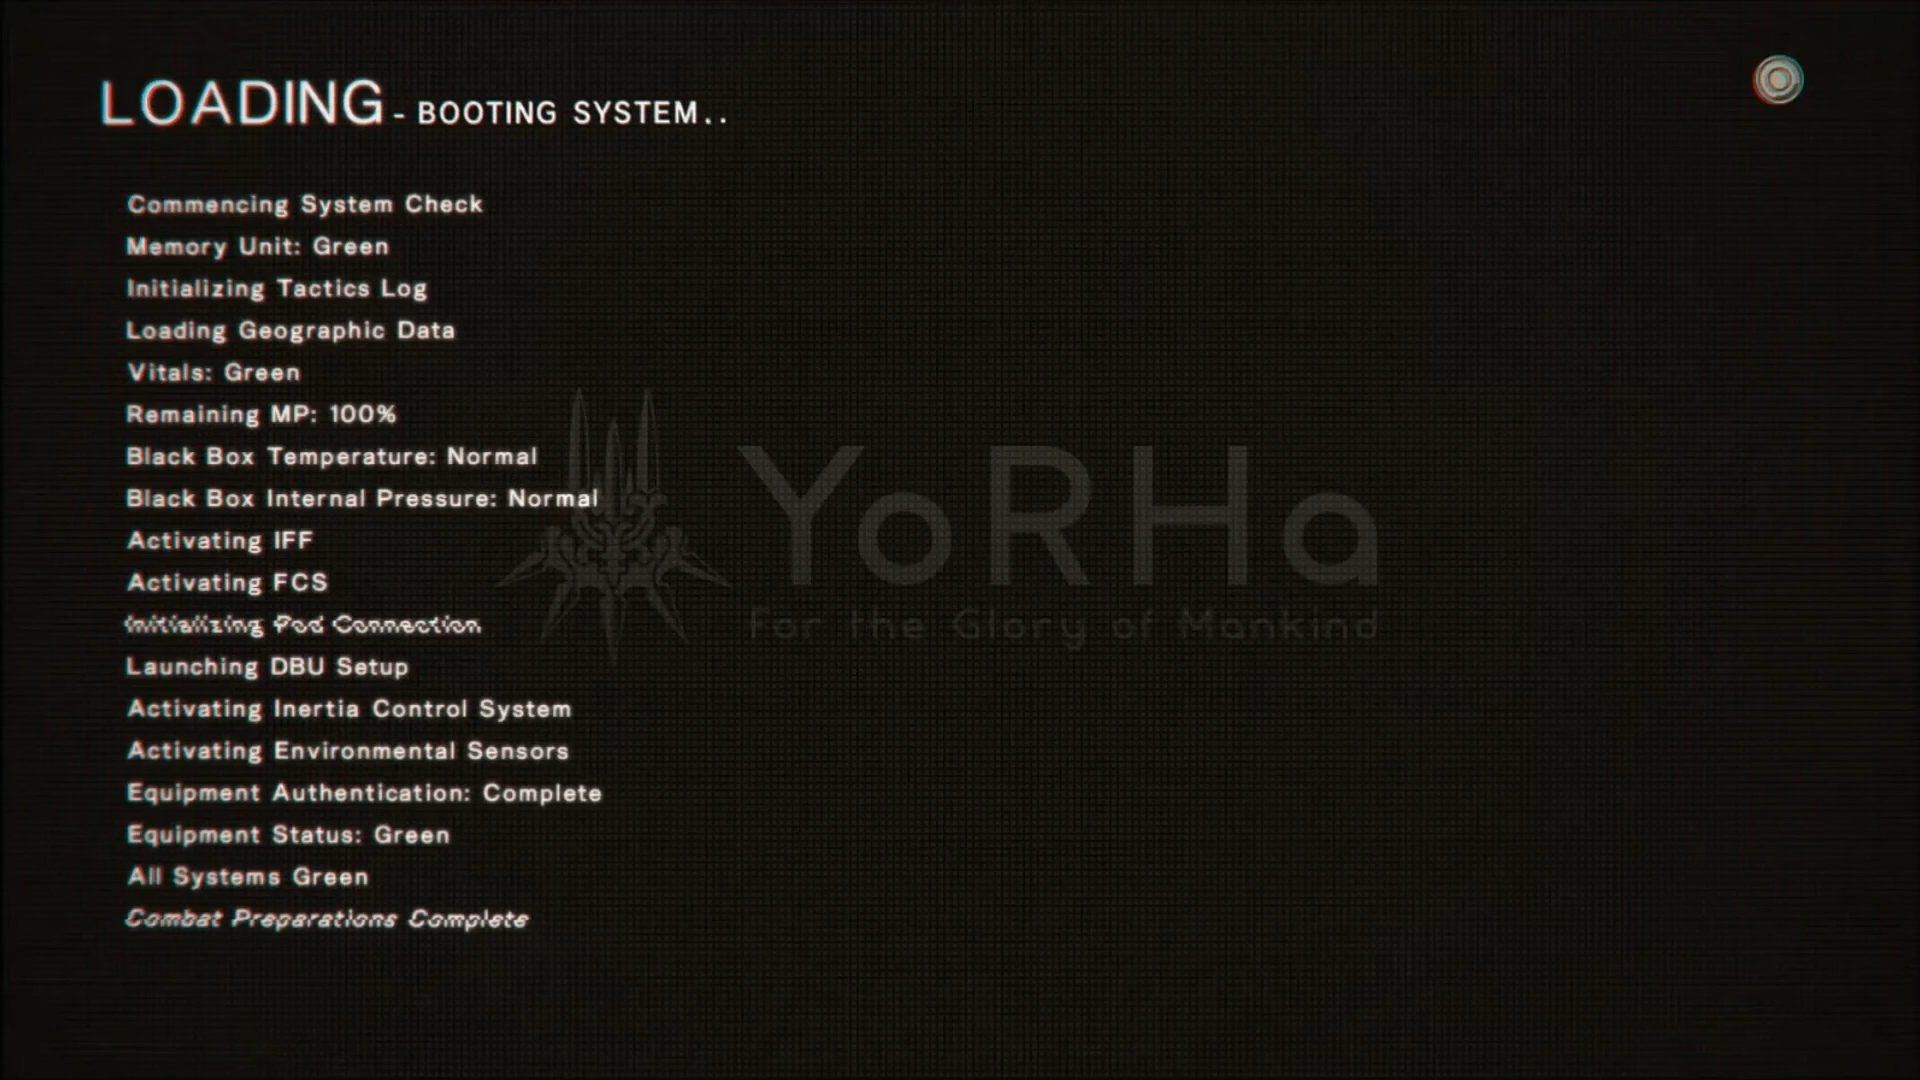 LOADING - BOOTING SYSTEM..
Commencing System Check
Memory Unit: Green
Initializing Tactics Log
Loading Geographic Data
Vitals: Green
Remaining MP: 100%
Black Box Temperature: Normal
Black Box Internal Pressure: Normal
Activating IFF
Activating FCS
Initializing Pod Connection
Launching DBU Setup
Activating Inertia Control System
Activating Environmental Sensors
Equipment Authentication: Complete
Equipment Status: Green
All Systems Green
Combat Preparations Complete
YoRHa
For the Glory of Mankind